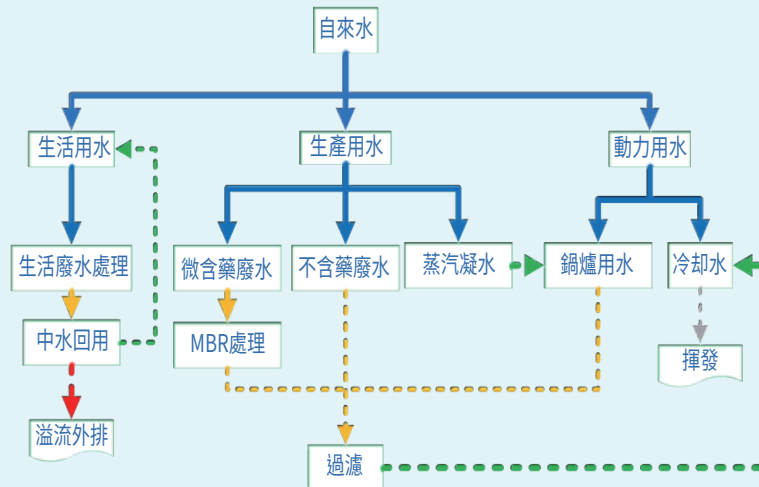 自來水
生活用水
生產用水
動力用水
生活廢水處理
微含藥廢水
不含藥廢水
蒸汽凝水
鍋爐用水
冷却水
中水回用
MBR處理
揮發
溢流外排
過濾